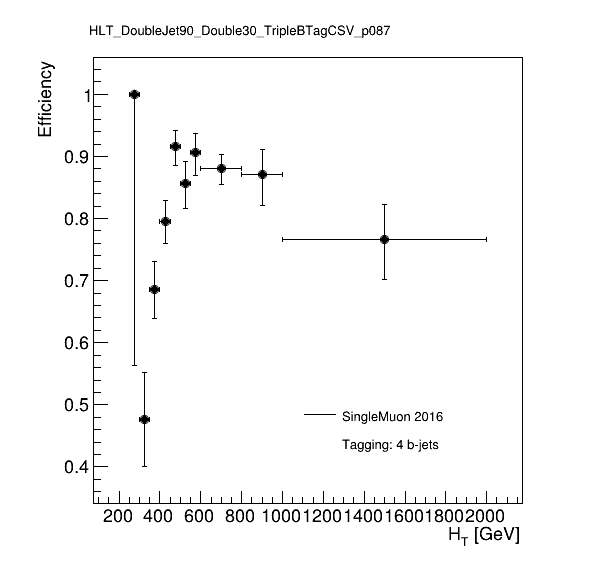 HLT_DoubleJet90_Double30_TripleBTagCSV_p087
Efficiency
1
0.9
0.8
0.7
0.6
0.5
0.4
SingleMuon 2016
Tagging: 4 b-jets
200 400 600 800 1000 1200 1400 1600 1800 2000
H_T [GeV]